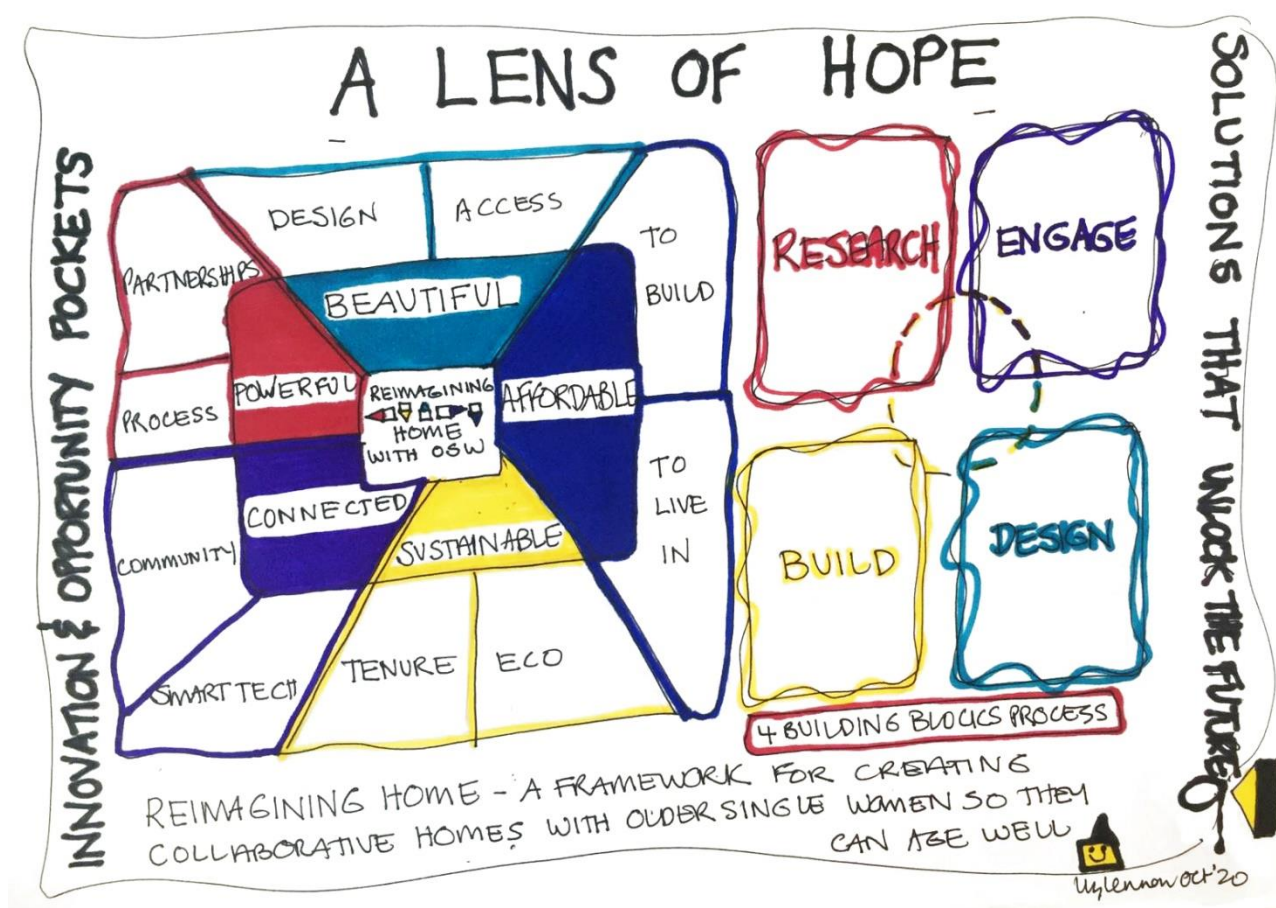 A LENS OF HOPE
INNOVATION & OPPORTUNITY POCKETS
PARTNERSHIPS
PROCESS
COMMUNITY
SMART TECH
DESIGN
ACCESS
BEAUTIFUL
POWERFUL
REIMAGINING
HOME
WITH OSW
AFFORDABLE
CONNECTED
SUSTAINABLE
TENURE
ECO
TO
BUILD
TO
LIVE
IN
RESEARCH
ENGAGE
BUILD
DESIGN
4 BUILDING BLOCKS PROCESS
SOLUTIONS THAT UNLOCK THE FUTURE
REIMAGINING HOME - A FRAMEWORK FOR CREATING
COLLABORATIVE HOMES WITH OLDER SINGLE WOMEN SO THEY
CAN AGE WELL
Lizlennon Oct '20